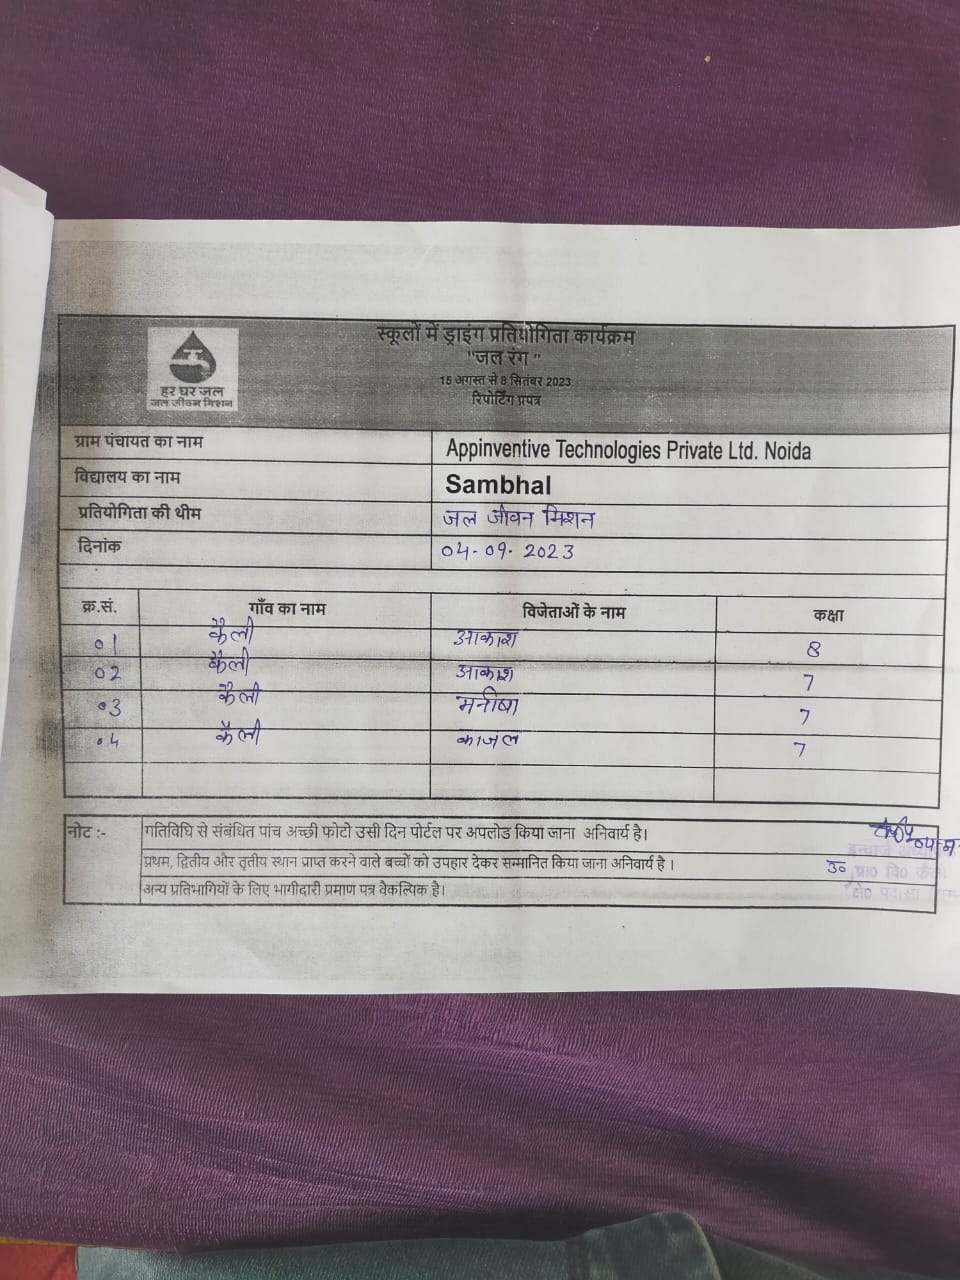 स्कूलों में ड्राइंग प्रतियोगिता कार्यक्रम
"जल रंग "
15 अगस्त से 8 सितंबर 2023
रिपोर्टिंग प्रपत्र
हर घर जल
जल जीवन मिशन
ग्राम पंचायत का नाम Appinventive Technologies Private Ltd. Noida
विद्यालय का नाम Sambhal
प्रतियोगिता की थीम जल जीवन मिशन
दिनांक 04-09-2023
क्र.सं. गाँव का नाम विजेताओं के नाम कक्षा
01 कैली आकाश 8
02 कैली आकाश 7
03 कैली मनीषा 7
04 कैली काजल 7
नोट :- गतिविधि से संबंधित पांच अच्छी फोटो उसी दिन पोर्टल पर अपलोड किया जाना अनिवार्य है।
प्रथम, द्वितीय और तृतीय स्थान प्राप्त करने वाले बच्चों को उपहार देकर सम्मानित किया जाना अनिवार्य है ।
अन्य प्रतिभागियों के लिए भागीदारी प्रमाण पत्र वैकल्पिक है।
उ० प्रा० वि० कैली